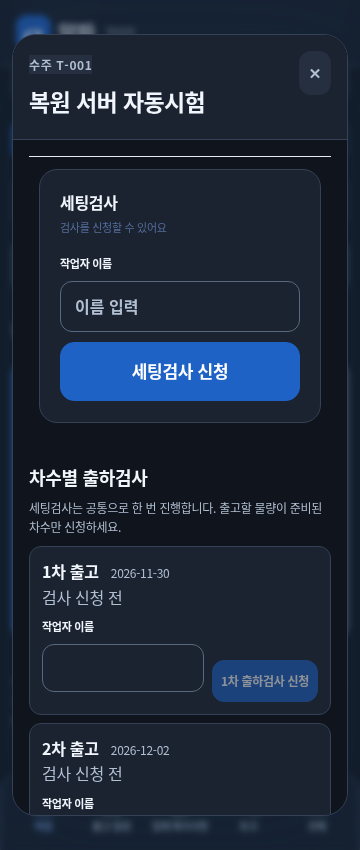 수주 T-001
복원 서버 자동시험
×
세팅검사
검사를 신청할 수 있어요
작업자 이름
이름 입력
세팅검사 신청
차수별 출하검사
세팅검사는 공통으로 한 번 진행합니다. 출고할 물량이 준비된
차수만 신청하세요.
1차 출고 2026-11-30
검사 신청 전
작업자 이름
1차 출하검사 신청
2차 출고 2026-12-02
검사 신청 전
작업자 이름